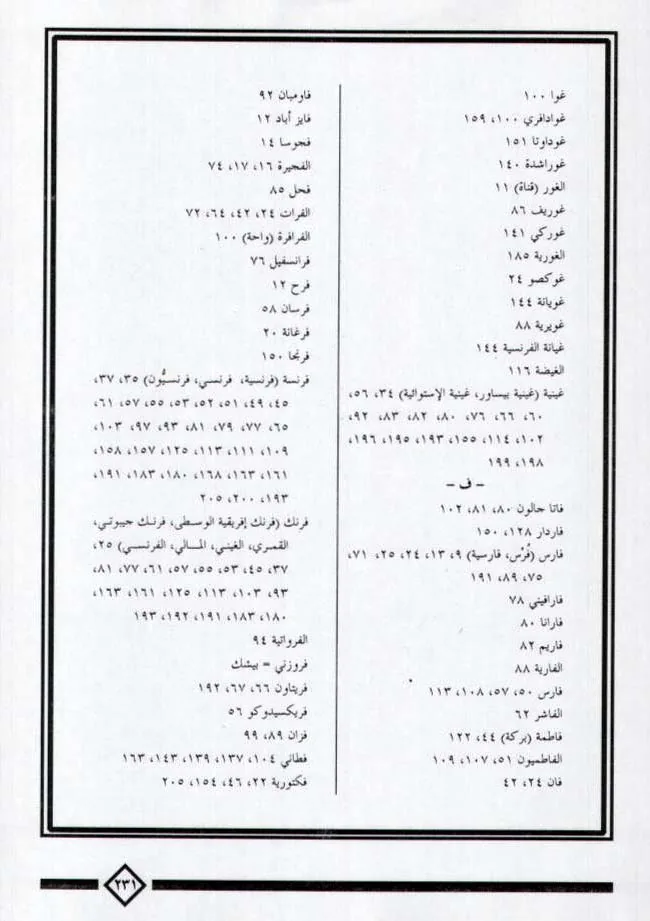 غوا ١٠٠
غوادافري ١٠٠، ١٥٩
غوداوتا ١٥١
غوراشدة ١٤٠
الغور (قناة) ١١
غوريف ٨٦
غوركي ١٤١
الغورية ١٨٥
غوكصو ٢٤
غويانة ١٤٤
غويرية ٨٨
غيانة الفرنسية ١٤٤
الغيضة ١١٦
غينية (غينية بيساور، غينية الإستوائية) ٣٤، ٥٦،
٦٠، ٦٦، ٧٦، ٨٠، ٨٢، ٨٣، ٩٢،
١٠٢، ١١٤، ١٥٥، ١٩٣، ١٩٥، ١٩٦،
١٩٨، ١٩٩
- ف -
فاتا جالون ٨٠، ٨١، ١٠٢
فاردار ١٢٨، ١٥٠
فارس (فُرْس، فارسية) ٩، ١٣، ٢٤، ٢٥، ٧١،
٧٥، ٨٩، ١٩١
فارافيني ٧٨
فارانا ٨٠
فاريم ٨٢
الفارية ٨٨
فارس ٥٠، ٥٧، ١٠٨، ١١٣
الفاشر ٦٢
فاطمة (بركة) ٤٤، ١٢٢
الفاطميون ٥١، ١٠٧، ١٠٩
فان ٢٤، ٤٢
فاومبان ٩٢
فايز أباد ١٢
فجوسا ١٤
الفجيرة ١٦، ١٧، ٧٤
فحل ٨٥
الفرات ٢٤، ٤٢، ٦٤، ٧٢
الفرافرة (واحة) ١٠٠
فرانسفيل ٧٦
فرح ١٢
فرسان ٥٨
فرغانة ٢٠
فرنجا ١٥٠
فرنسة (فرنسية، فرنسي، فرنسيُّون) ٣٥، ٣٧،
٤٥، ٤٩، ٥١، ٥٢، ٥٣، ٥٥، ٥٧، ٦١،
٦٥، ٧٧، ٧٩، ٨١، ٩٣، ٩٧، ١٠٣،
١٠٩، ١١١، ١١٣، ١٢٥، ١٥٧، ١٥٨،
١٦١، ١٦٣، ١٦٨، ١٨٠، ١٨٣، ١٩١،
١٩٣، ٢٠٠، ٢٠٥
فرنك (فرنك إفريقية الوسطى، فرنك جيبوتي،
القمري، الغيني، المالي، الفرنسي) ٢٥،
٣٧، ٤٥، ٥٣، ٥٥، ٥٧، ٦١، ٧٧، ٨١،
٩٣، ١٠٣، ١١٣، ١٢٥، ١٦١، ١٦٣،
١٨٠، ١٨٣، ١٩١، ١٩٢، ١٩٣
الفرواتية ٩٤
فروزني = بيشك
فريتاون ٦٦، ٦٧، ١٩٢
فريكسيدوكو ٥٦
فزان ٨٩، ٩٩
فطاني ١٠٤، ١٣٧، ١٣٩، ١٤٣، ١٦٣
فكتورية ٢٢، ٤٦، ١٥٤، ٢٠٥
٢٣١